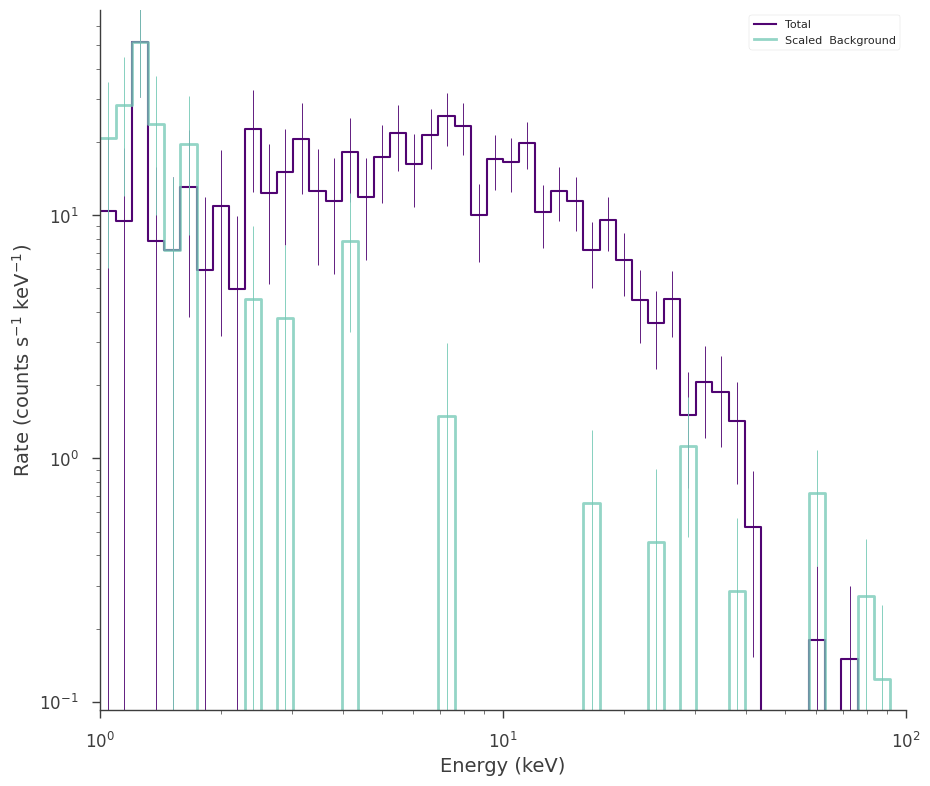 Total
Scaled  Background
Rate (counts s⁻¹ keV⁻¹)
10¹
10⁰
10⁻¹
10⁰
10¹
10²
Energy (keV)